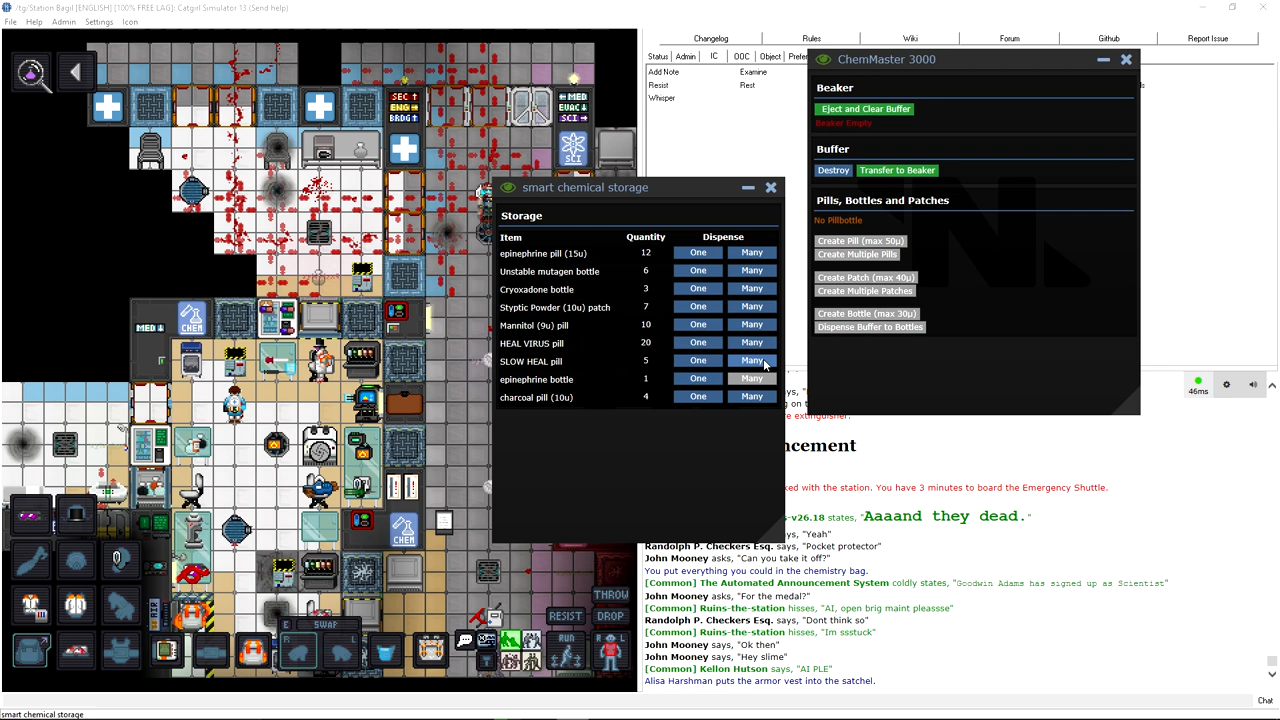 /tg/Station Bagil [ENGLISH] [100% FREE LAG]: Catgirl Simulator 13 (Send help)
File Help Admin Settings Icon
Changelog Rules Wiki Forum Github Report Issue
Status Admin IC OOC Object Prefer
Add Note Examine
Resist Rest
Whisper
SEC
ENG
BRDG
MED
EVAC
SCI
SCI
MED
CHEM
CHEM
ChemMaster 3000
Beaker
Eject and Clear Buffer
Beaker Empty
Buffer
Destroy Transfer to Beaker
Pills, Bottles and Patches
No Pillbottle
Create Pill (max 50µ)
Create Multiple Pills
Create Patch (max 40µ)
Create Multiple Patches
Create Bottle (max 30µ)
Dispense Buffer to Bottles
smart chemical storage
Storage
Item Quantity Dispense
epinephrine pill (15u) 12 One Many
Unstable mutagen bottle 6 One Many
Cryoxadone bottle 3 One Many
Styptic Powder (10u) patch 7 One Many
Mannitol (9u) pill 10 One Many
HEAL VIRUS pill 20 One Many
SLOW HEAL pill 5 One Many
epinephrine bottle 1 One Many
charcoal pill (10u) 4 One Many
46ms
ncement
ked with the station. You have 3 minutes to board the Emergency Shuttle.
-v26.18 states, "Aaaand they dead."
ys, "Yeah"
Randolph P. Checkers Esq. says, "Pocket protector"
John Mooney asks, "Can you take it off?"
You put everything you could in the chemistry bag.
[Common] The Automated Announcement System coldly states, "Goodwin Adams has signed up as Scientist"
John Mooney asks, "For the medal?"
[Common] Ruins-the-station hisses, "AI, open brig maint pleassse"
Randolph P. Checkers Esq. says, "Dont think so"
[Common] Ruins-the-station hisses, "Im ssstuck"
John Mooney says, "Ok then"
John Mooney says, "Hey slime"
[Common] Kellon Hutson says, "AI PLE"
Alisa Harshman puts the armor vest into the satchel.
THROW
RESIST DROP
E SWAP
R L RUN R L
Chat
smart chemical storage